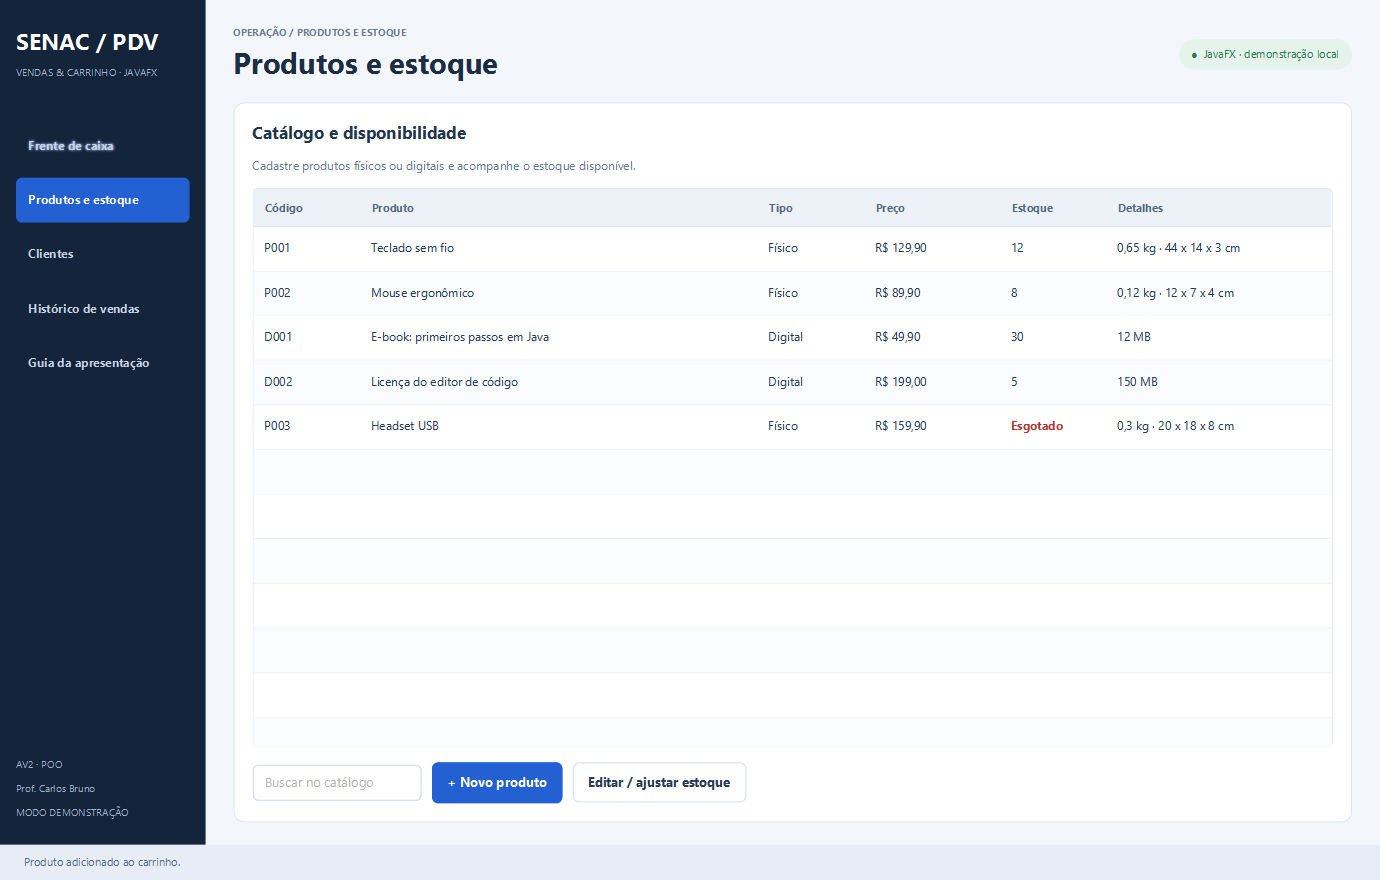 SENAC / PDV
VENDAS & CARRINHO · JAVAFX
Frente de caixa
Produtos e estoque
Clientes
Histórico de vendas
Guia da apresentação
AV2 · POO
Prof. Carlos Bruno
MODO DEMONSTRAÇÃO
OPERAÇÃO / PRODUTOS E ESTOQUE
Produtos e estoque
● JavaFX · demonstração local
Catálogo e disponibilidade
Cadastre produtos físicos ou digitais e acompanhe o estoque disponível.
Código Produto Tipo Preço Estoque Detalhes
P001 Teclado sem fio Físico R$ 129,90 12 0,65 kg · 44 x 14 x 3 cm
P002 Mouse ergonômico Físico R$ 89,90 8 0,12 kg · 12 x 7 x 4 cm
D001 E-book: primeiros passos em Java Digital R$ 49,90 30 12 MB
D002 Licença do editor de código Digital R$ 199,00 5 150 MB
P003 Headset USB Físico R$ 159,90 Esgotado 0,3 kg · 20 x 18 x 8 cm
Buscar no catálogo + Novo produto Editar / ajustar estoque
Produto adicionado ao carrinho.